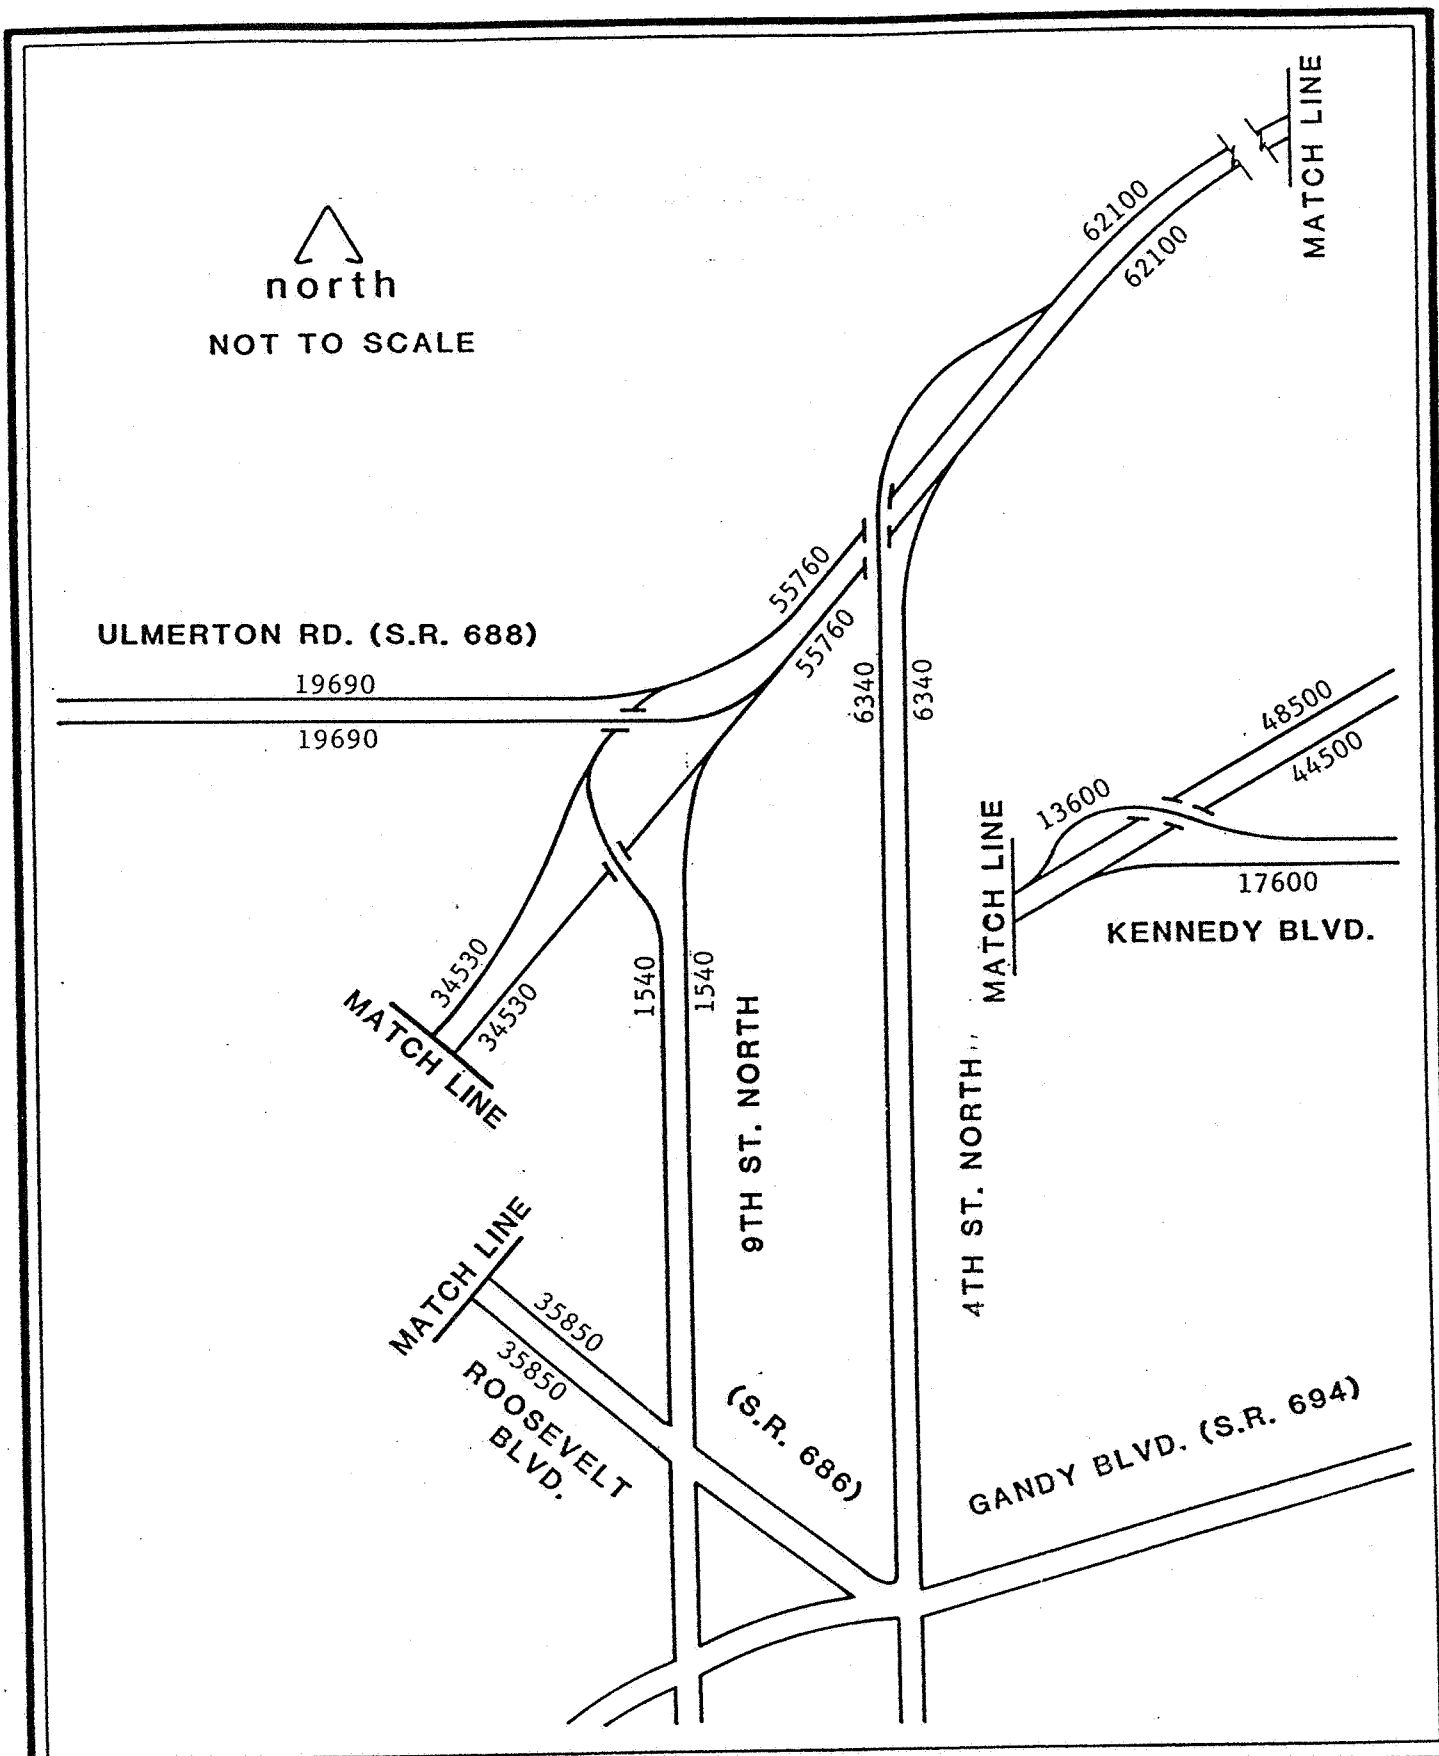 MATCH LINE
62100
62100
north
NOT TO SCALE
55760
55760
ULMERTON RD. (S.R. 688)
19690
19690
6340
6340
48500
44500
13600
17600
MATCH LINE
KENNEDY BLVD.
34530
34530
MATCH LINE
1540
1540
9TH ST. NORTH
4TH ST. NORTH
MATCH LINE
35850
35850
ROOSEVELT
BLVD.
(S.R. 686)
GANDY BLVD. (S.R. 694)